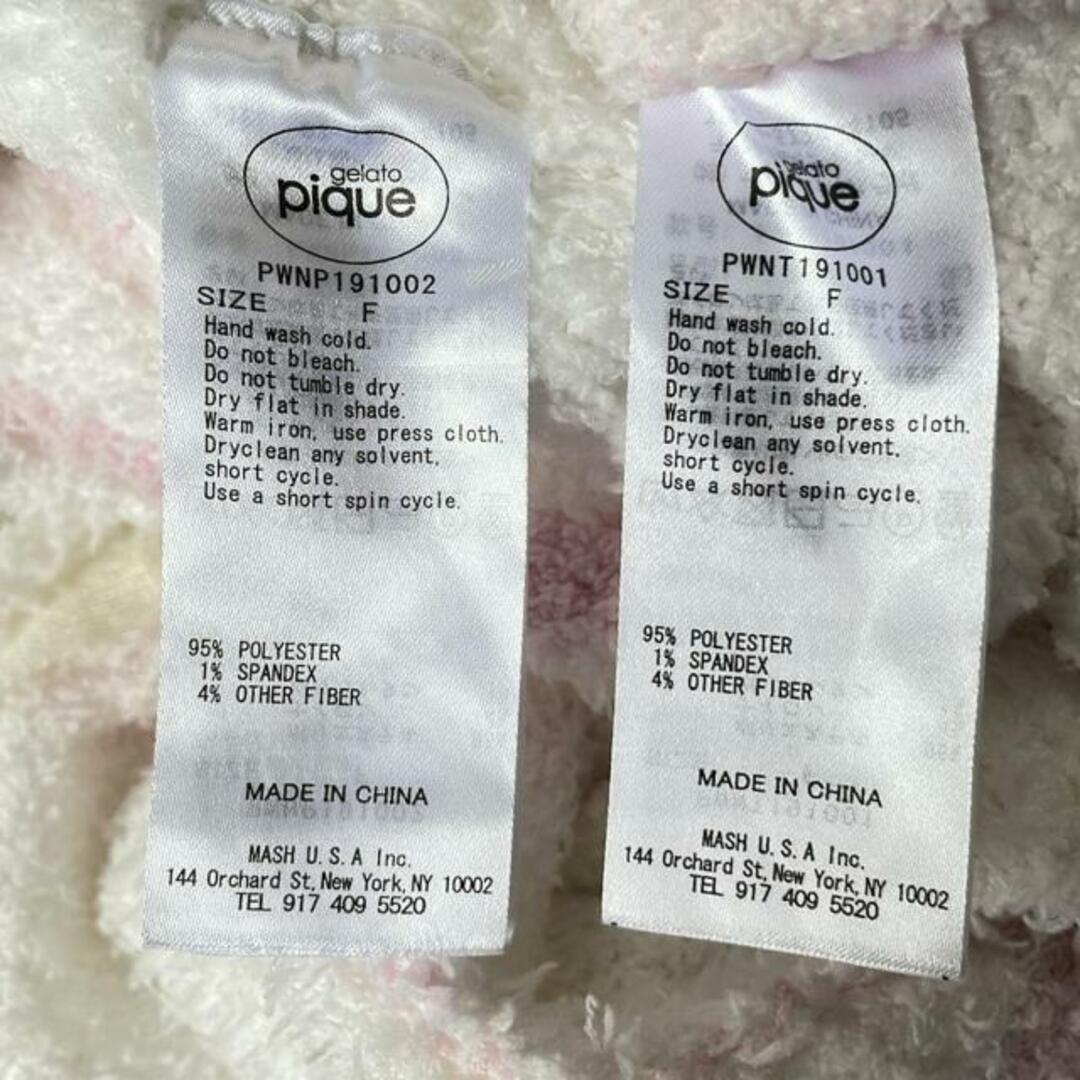 gelato
pique
PWNP191002
SIZE F
Hand wash cold.
Do not bleach.
Do not tumble dry.
Dry flat in shade.
Warm iron, use press cloth.
Dryclean any solvent,
short cycle.
Use a short spin cycle.
95% POLYESTER
1% SPANDEX
4% OTHER FIBER
MADE IN CHINA
MASH U.S.A Inc.
144 Orchard St, New York, NY 10002
TEL 917 409 5520
gelato
pique
PWNT191001
SIZE F
Hand wash cold.
Do not bleach.
Do not tumble dry.
Dry flat in shade.
Warm iron, use press cloth.
Dryclean any solvent.
short cycle.
Use a short spin cycle.
95% POLYESTER
1% SPANDEX
4% OTHER FIBER
MADE IN CHINA
MASH U.S.A Inc.
144 Orchard St, New York, NY 10002
TEL 917 409 5520